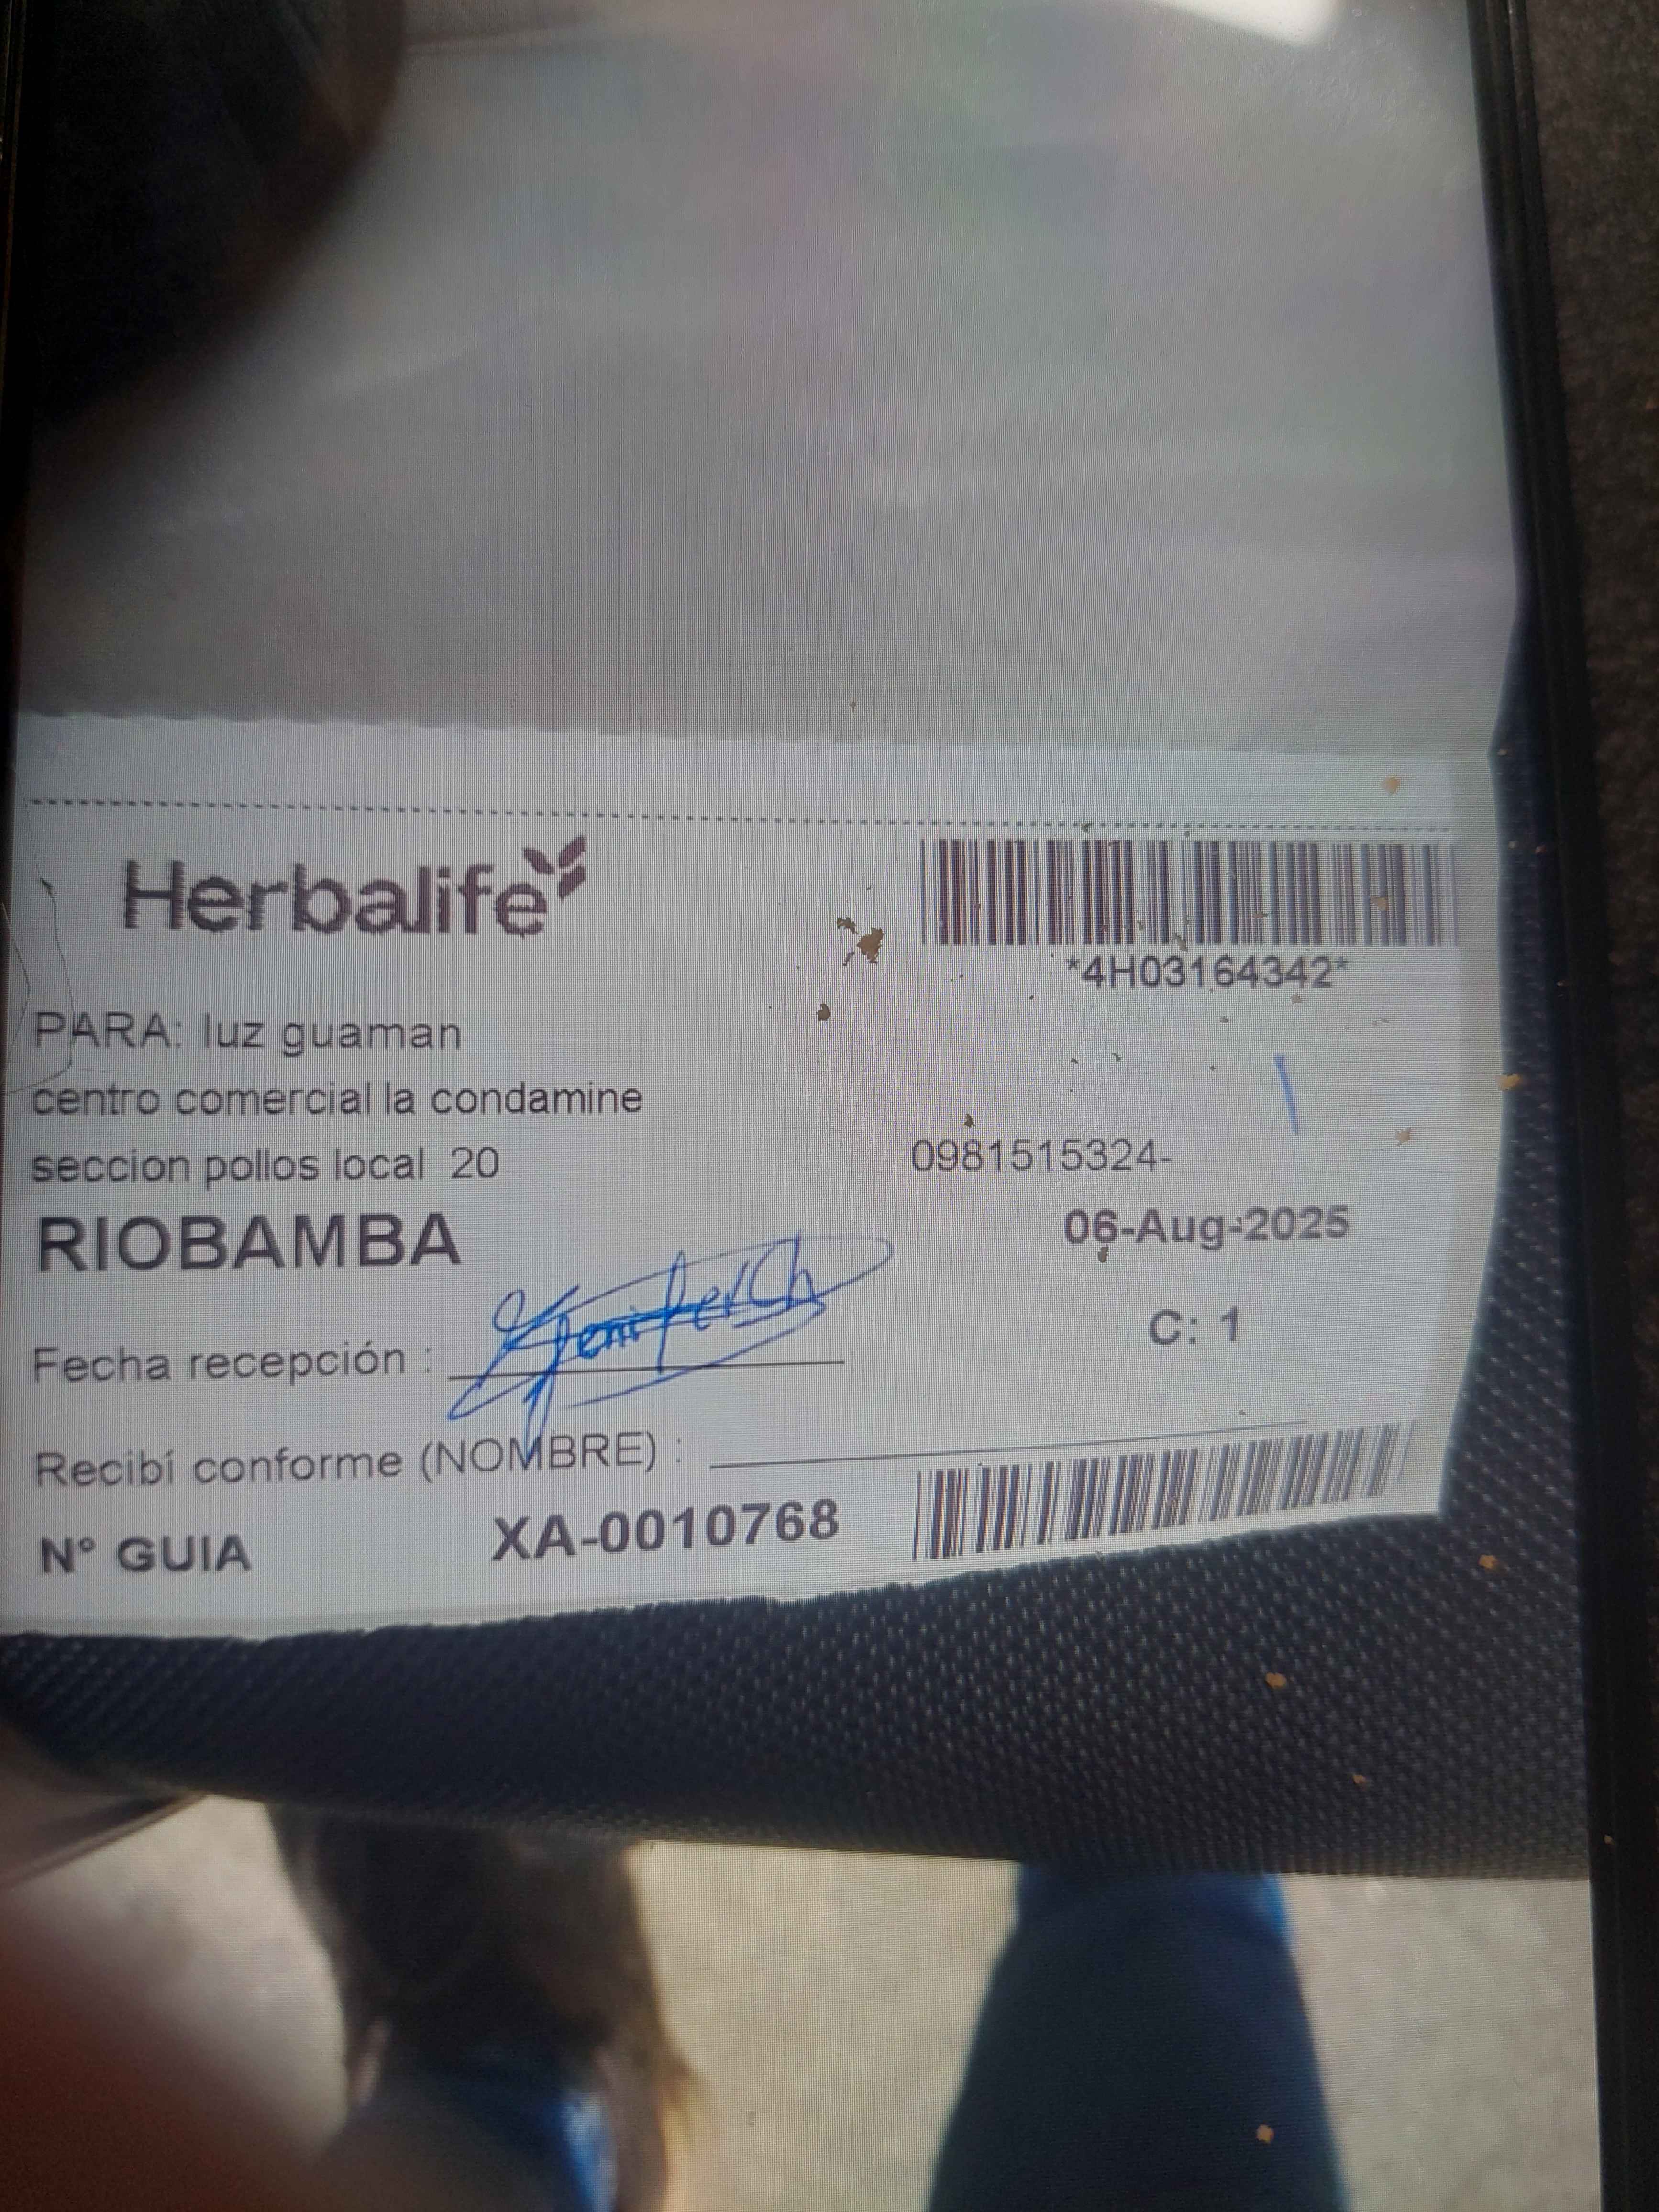 Herbalife
*4H03164342*
PARA: luz guaman
centro comercial la condamine
seccion pollos local 20
0981515324-
RIOBAMBA
06-Aug-2025
Fecha recepción :
JeniferCh
C: 1
Recibí conforme (NOMBRE) :
N° GUIA
XA-0010768